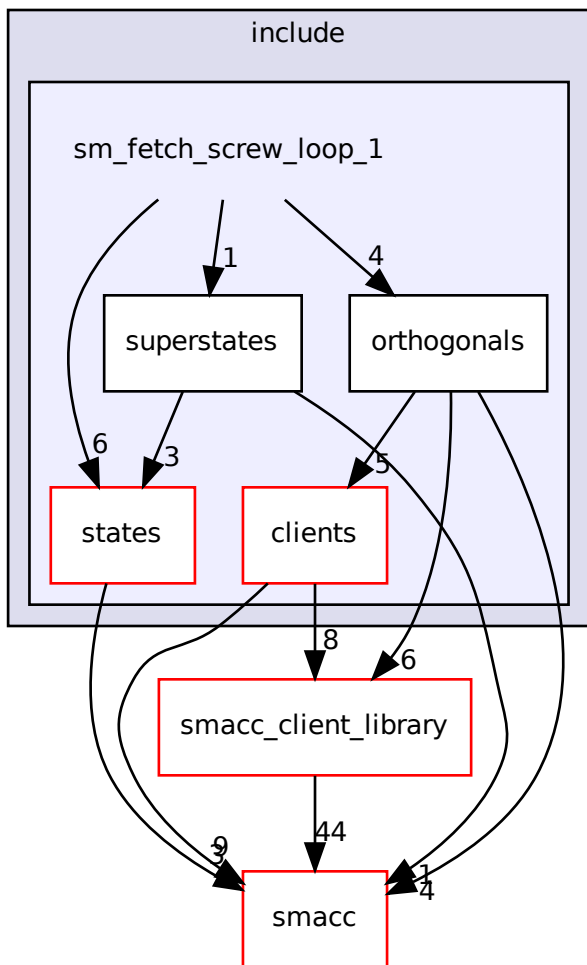 include
sm_fetch_screw_loop_1
1
4
superstates
orthogonals
6
3
5
states
clients
8
6
smacc_client_library
9
3
44
1
4
smacc